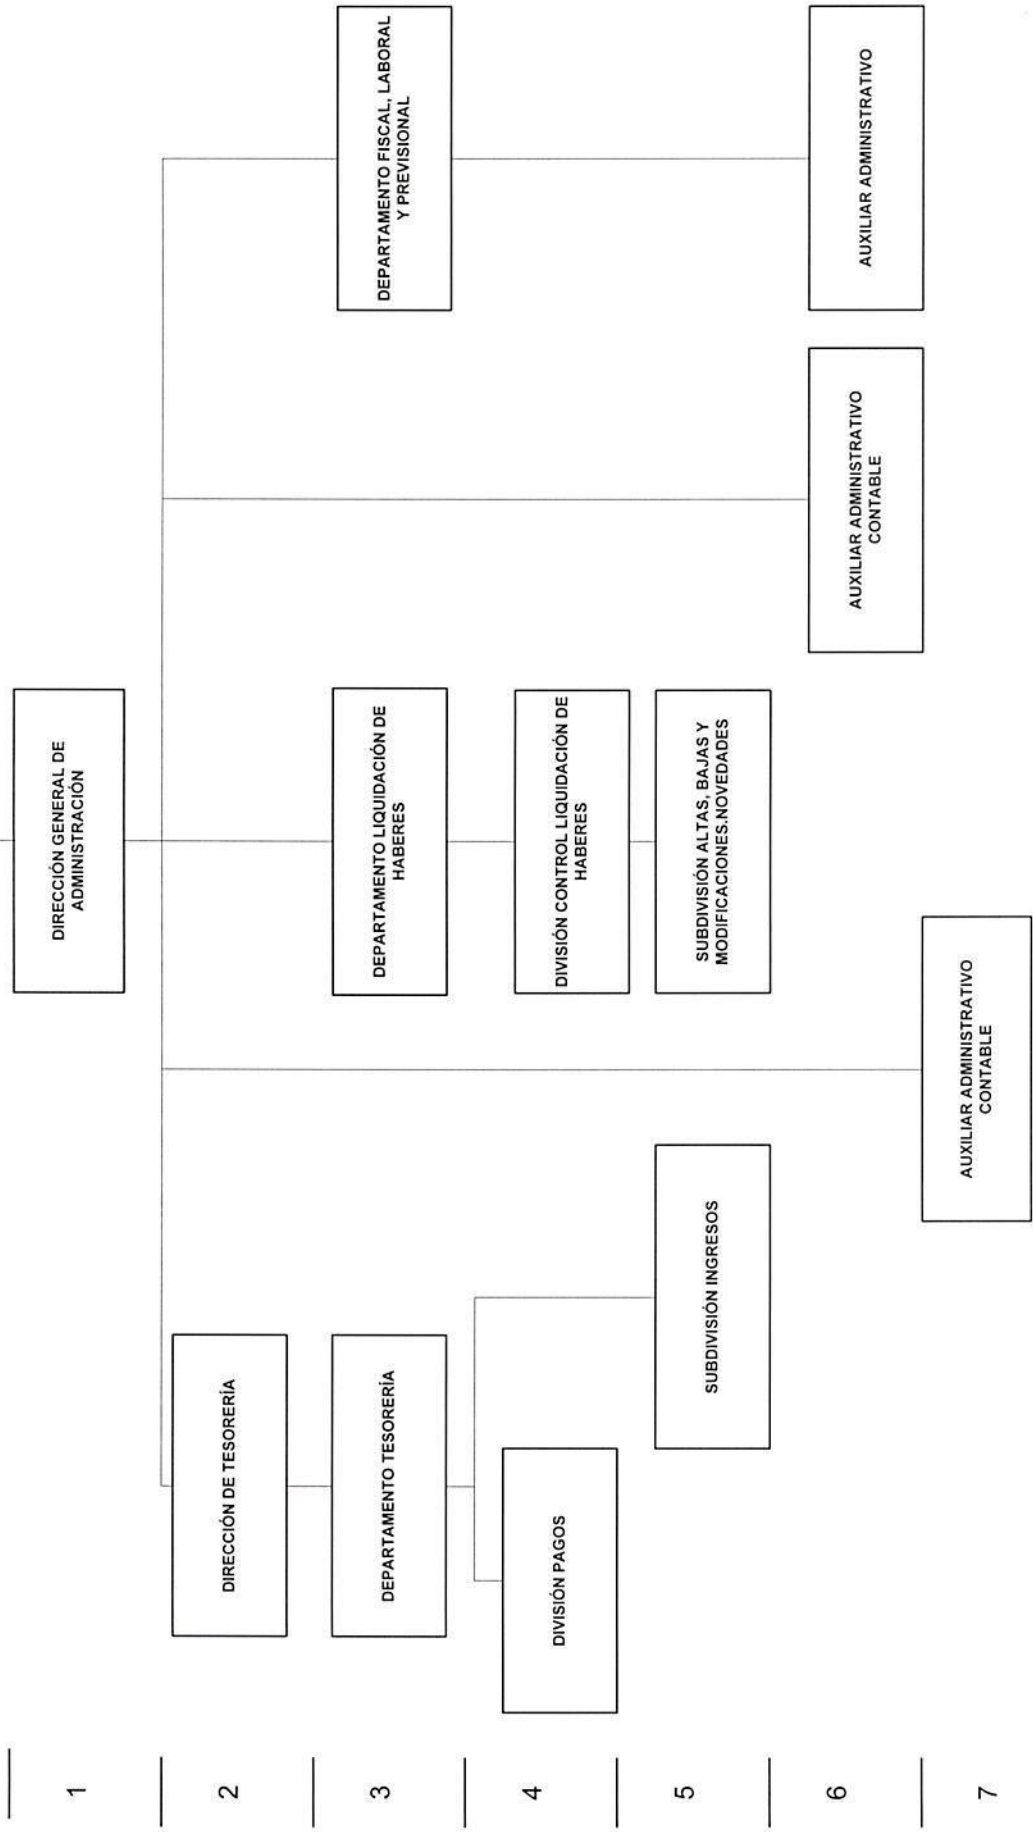 1
DIRECCIÓN GENERAL DE
ADMINISTRACIÓN
2
DIRECCIÓN DE TESORERÍA
3
DEPARTAMENTO TESORERÍA
DEPARTAMENTO LIQUIDACIÓN DE
HABERES
DEPARTAMENTO FISCAL, LABORAL
Y PREVISIONAL
4
DIVISIÓN PAGOS
DIVISIÓN CONTROL LIQUIDACIÓN DE
HABERES
5
SUBDIVISIÓN INGRESOS
SUBDIVISIÓN ALTAS, BAJAS Y
MODIFICACIONES.NOVEDADES
6
AUXILIAR ADMINISTRATIVO
CONTABLE
AUXILIAR ADMINISTRATIVO
7
AUXILIAR ADMINISTRATIVO
CONTABLE